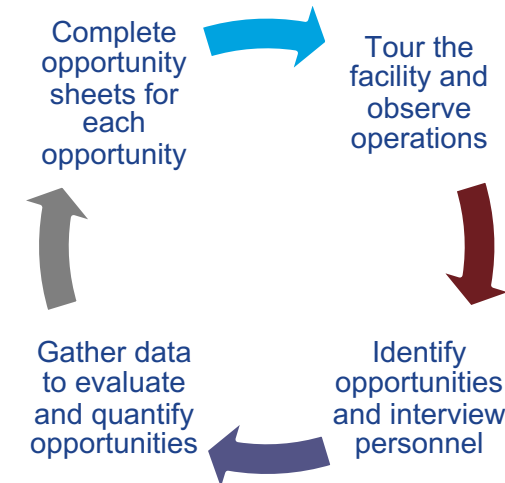 Complete
opportunity
sheets for
each
opportunity
Tour the
facility and
observe
operations
Identify
opportunities
and interview
personnel
Gather data
to evaluate
and quantify
opportunities